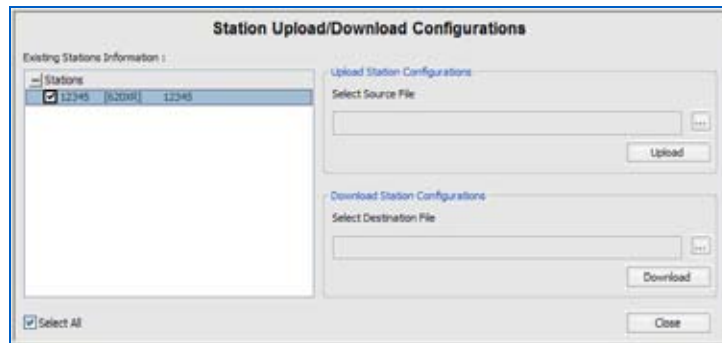 Station Upload/Download Configurations
Existing Stations Information :
Stations
12345 [620XR] 12345
Upload Station Configurations
Select Source File
...
Upload
Download Station Configurations
Select Destination File
...
Download
Select All
Close